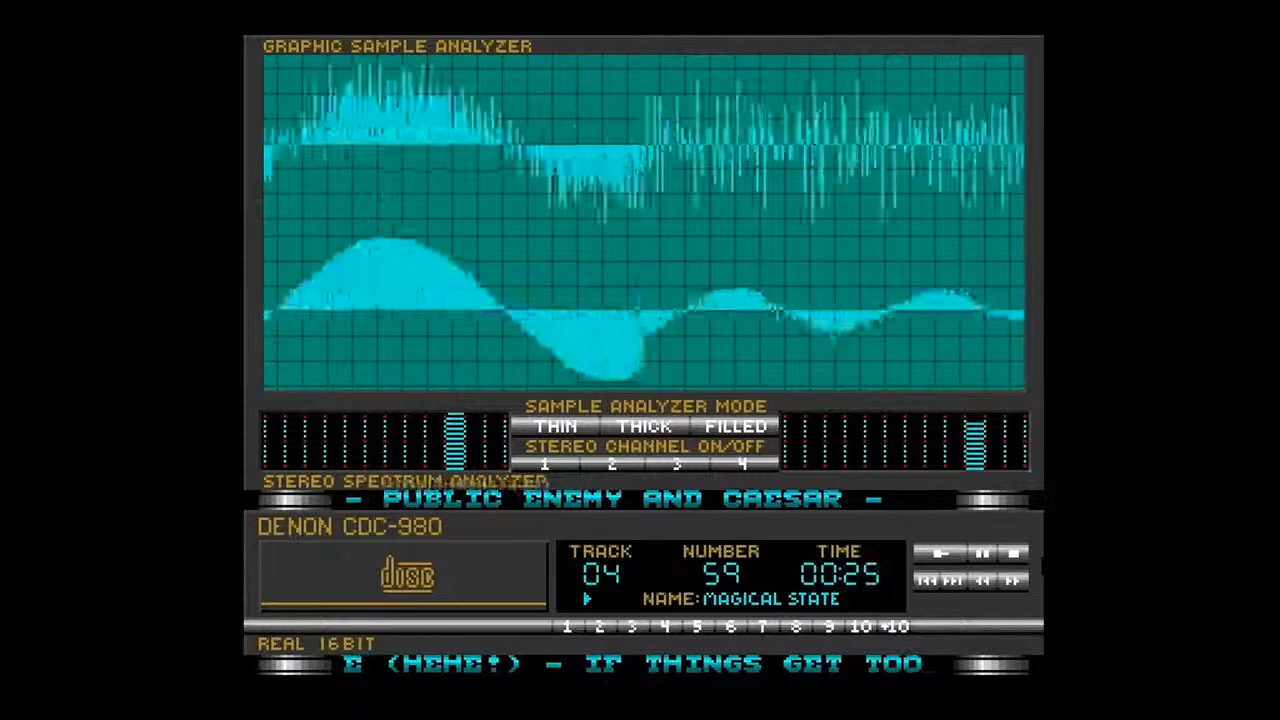 GRAPHIC SAMPLE ANALYZER
SAMPLE ANALYZER MODE
THIN THICK FILLED
STEREO CHANNEL ON/OFF
1 2 3 4
STEREO SPECTRUM ANALYZER
- PUBLIC ENEMY AND CAESAR -
DENON CDC-980
disc
TRACK NUMBER TIME
04 59 00:25
NAME:MAGICAL STATE
1 2 3 4 5 6 7 8 9 10 +10
REAL 16BIT
E (HEHE!) - IF THINGS GET TOO